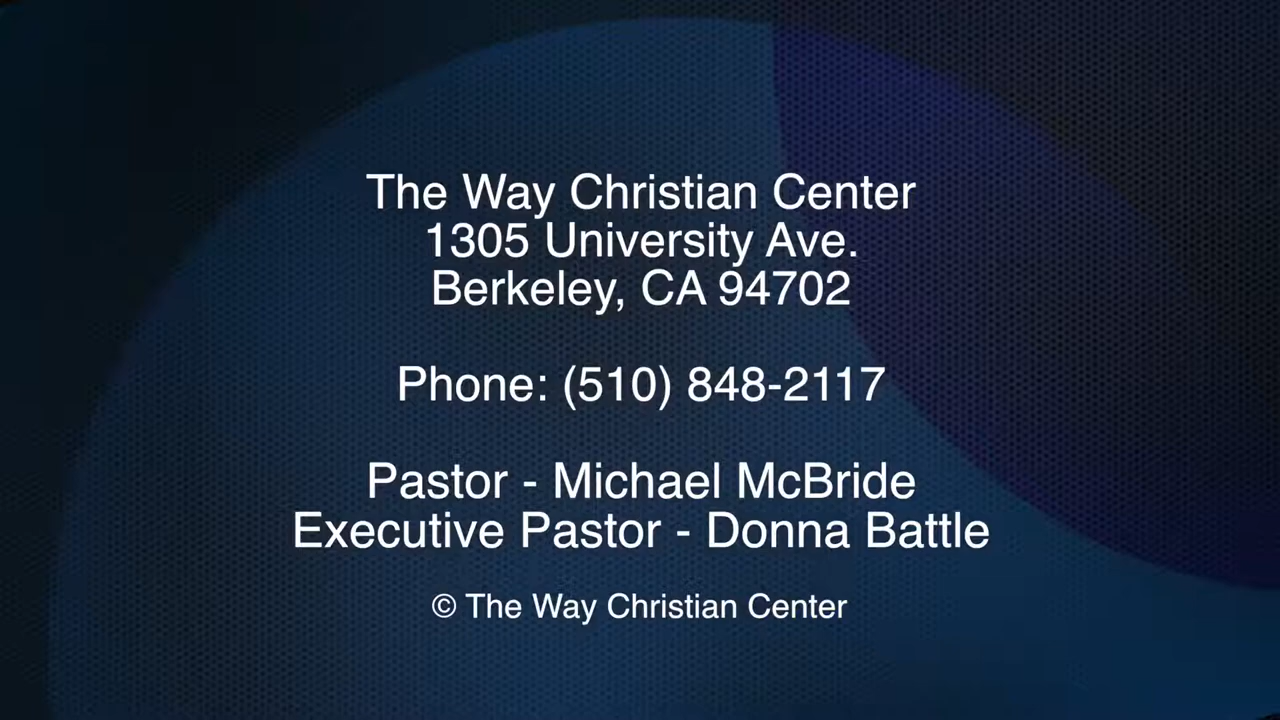 The Way Christian Center
1305 University Ave.
Berkeley, CA 94702
Phone: (510) 848-2117
Pastor - Michael McBride
Executive Pastor - Donna Battle
© The Way Christian Center